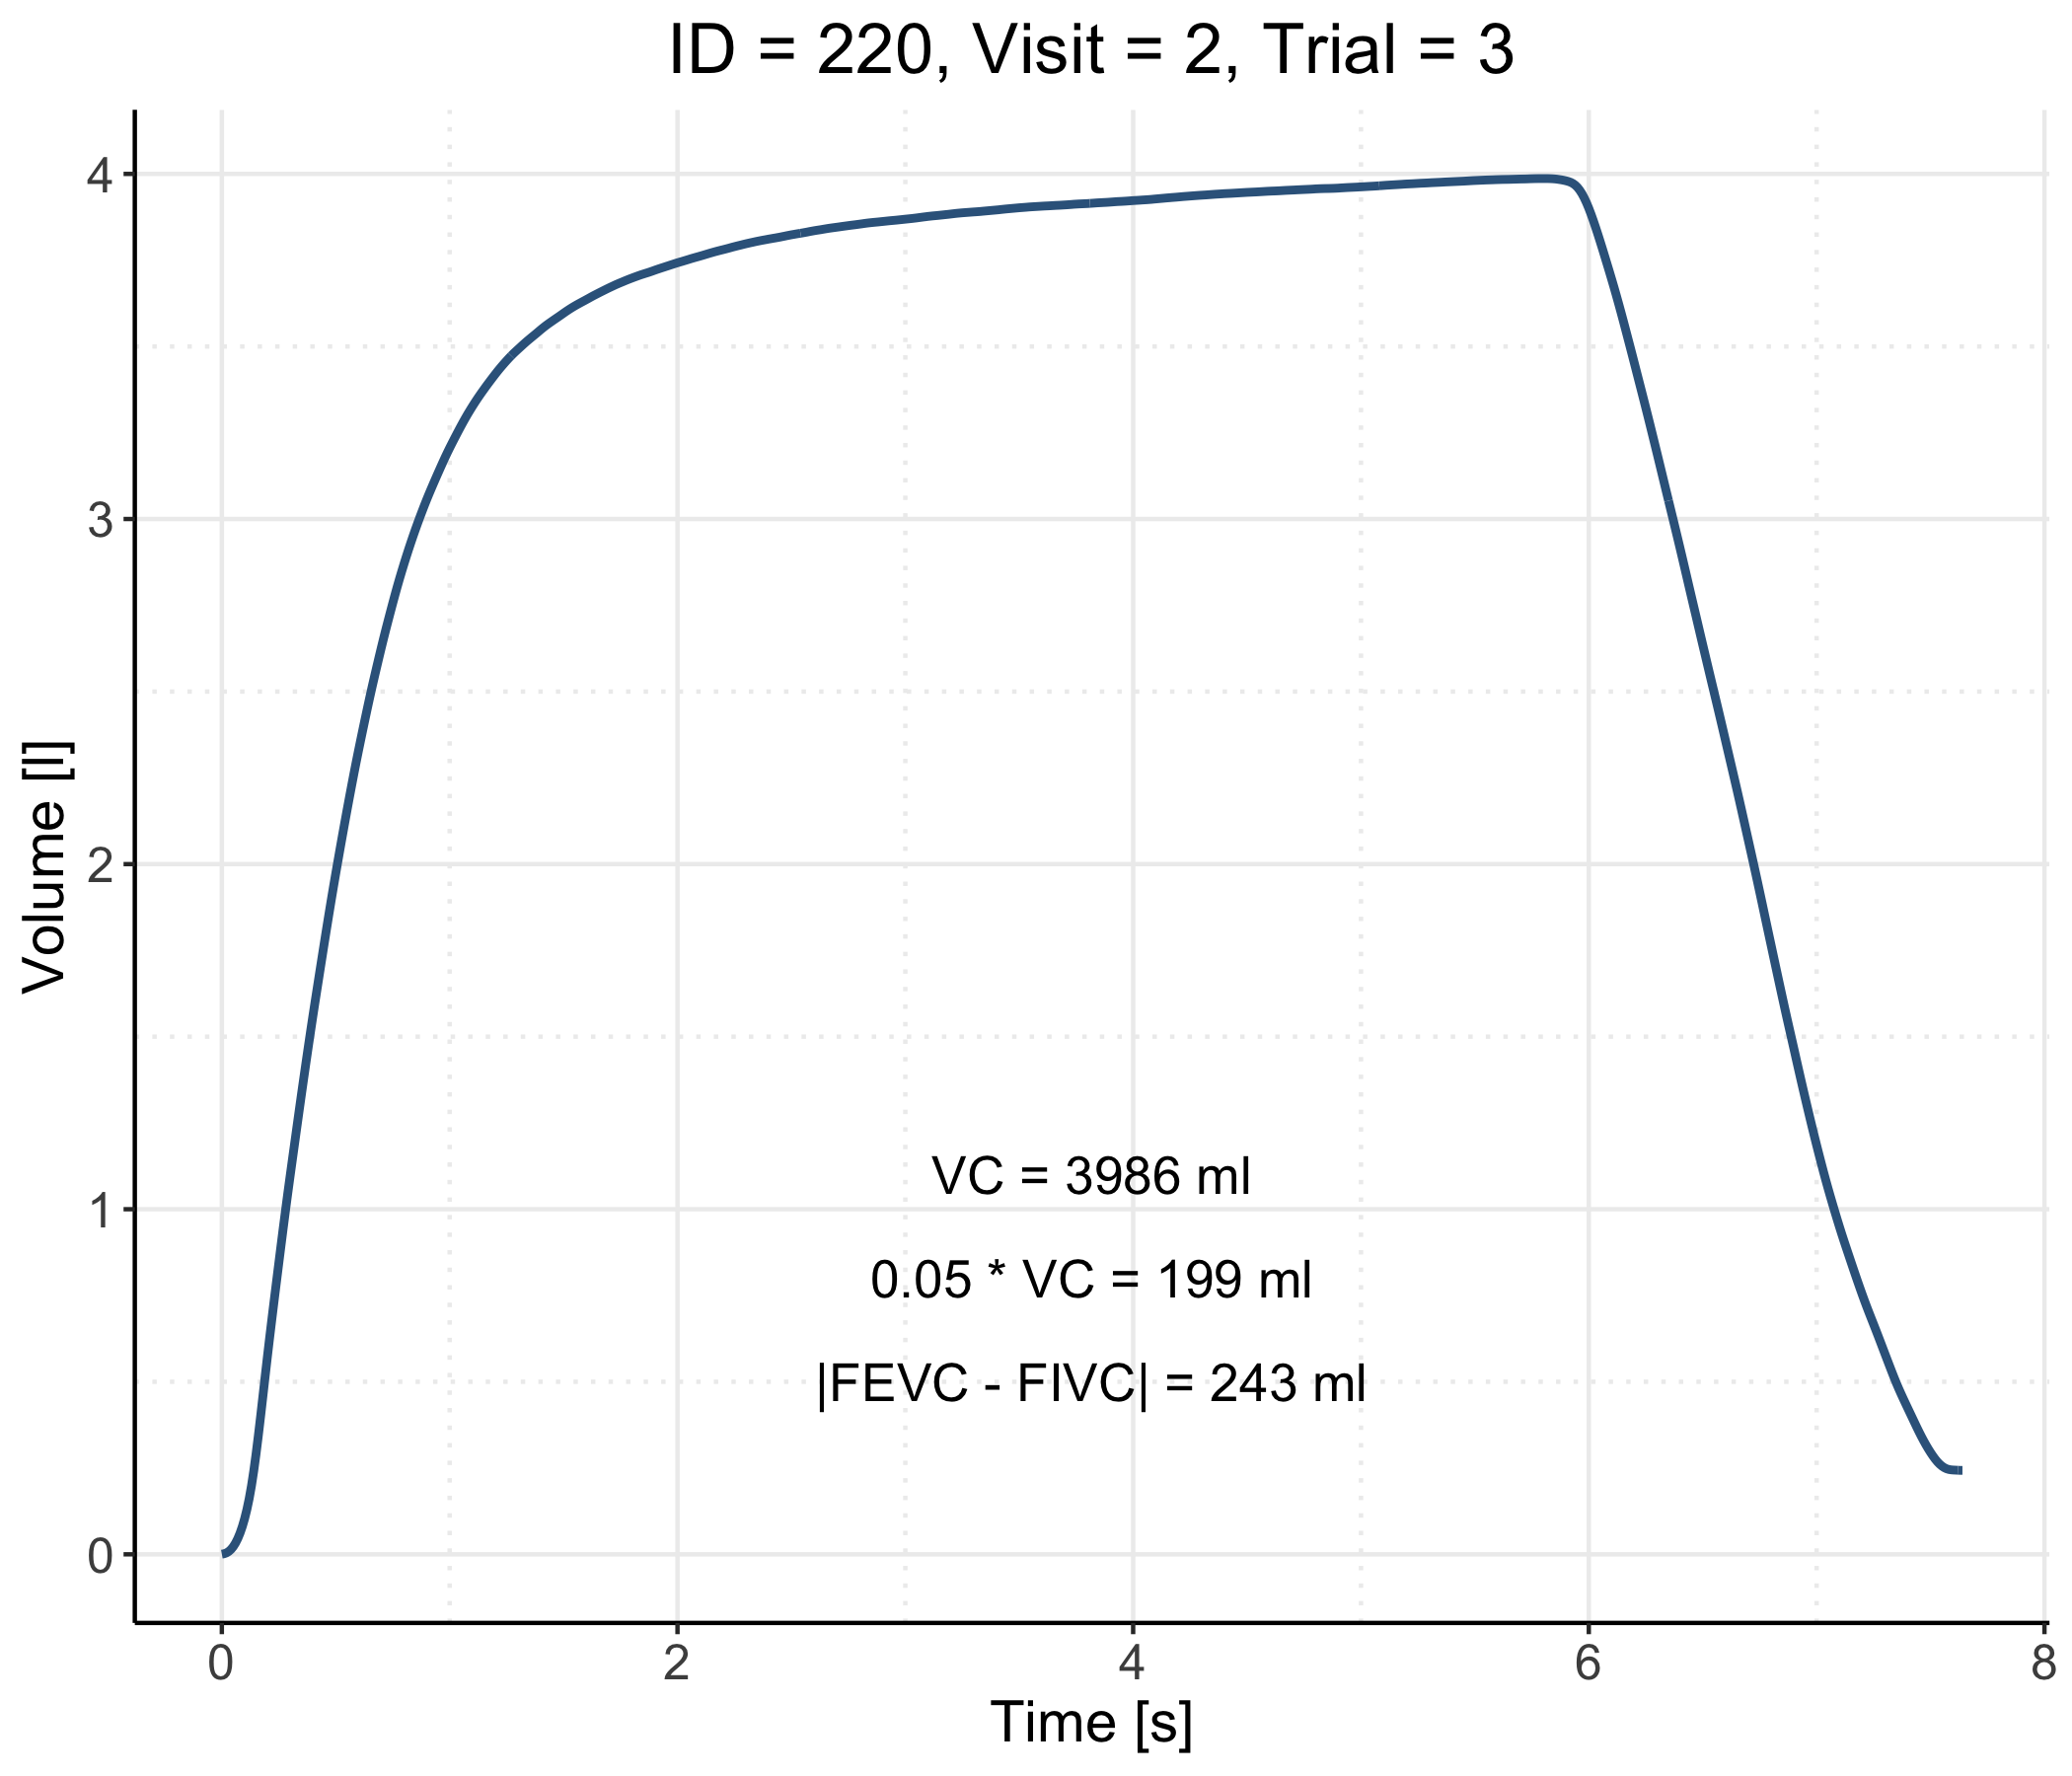 ID = 220, Visit = 2, Trial = 3
4
3
2
1
0
Volume [l]
VC = 3986 ml
0.05 * VC = 199 ml
|FEVC - FIVC| = 243 ml
0 2 4 6 8
Time [s]